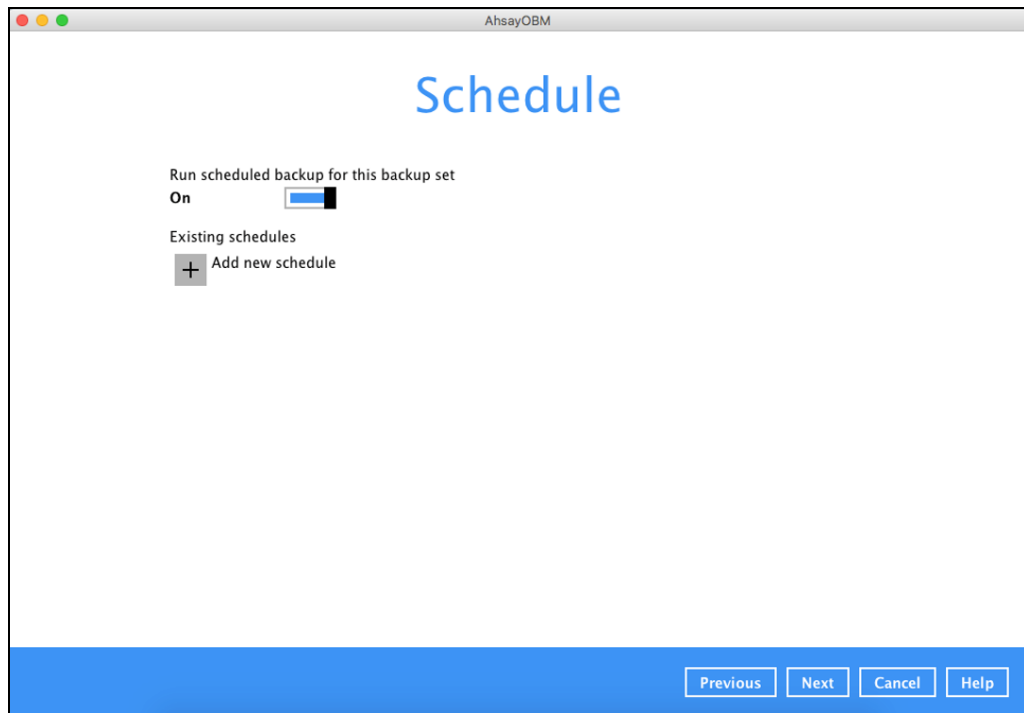 AhsayOBM
Schedule
Run scheduled backup for this backup set
On
Existing schedules
+ Add new schedule
Previous Next Cancel Help